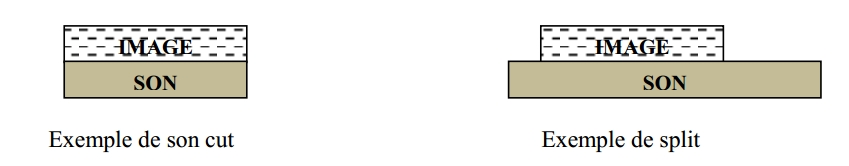 IMAGE
SON
Exemple de son cut
IMAGE
SON
Exemple de split